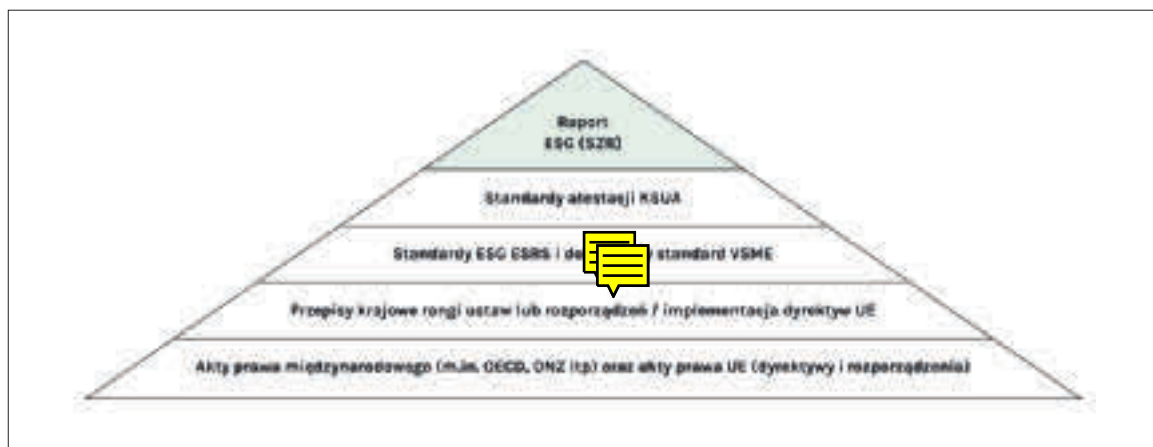 Raport
ESG (SZR)
Standardy atestacji KSUA
Standardy ESG ESRS i standard VSME
Przepisy krajowe rangi ustaw lub rozporządzeń / implementacja dyrektyw UE
Akty prawa międzynarodowego (m.in. OECD, ONZ itp) oraz akty prawa UE (dyrektywy i rozporządzenia)